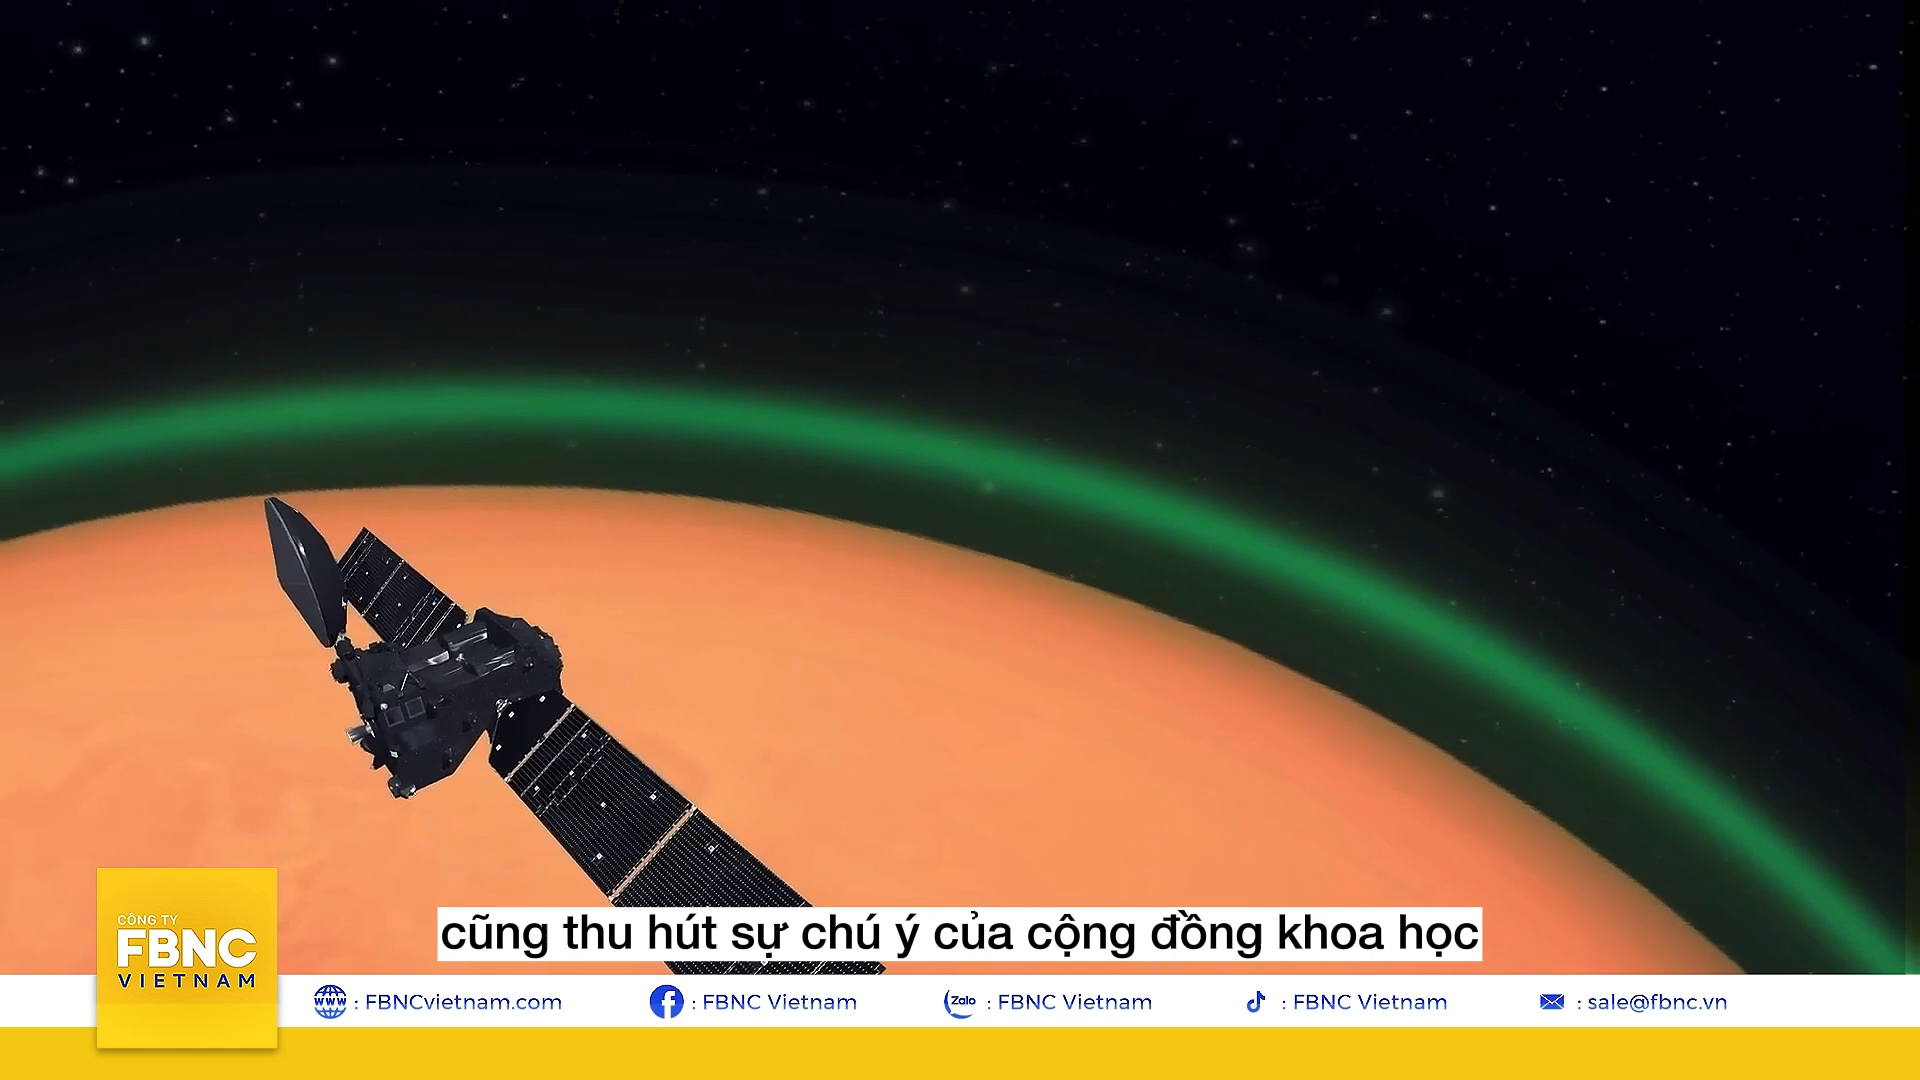 cũng thu hút sự chú ý của cộng đồng khoa học
CÔNG TY
FBNC
VIETNAM
www : FBNCvietnam.com
: FBNC Vietnam
Zalo : FBNC Vietnam
: FBNC Vietnam
: sale@fbnc.vn